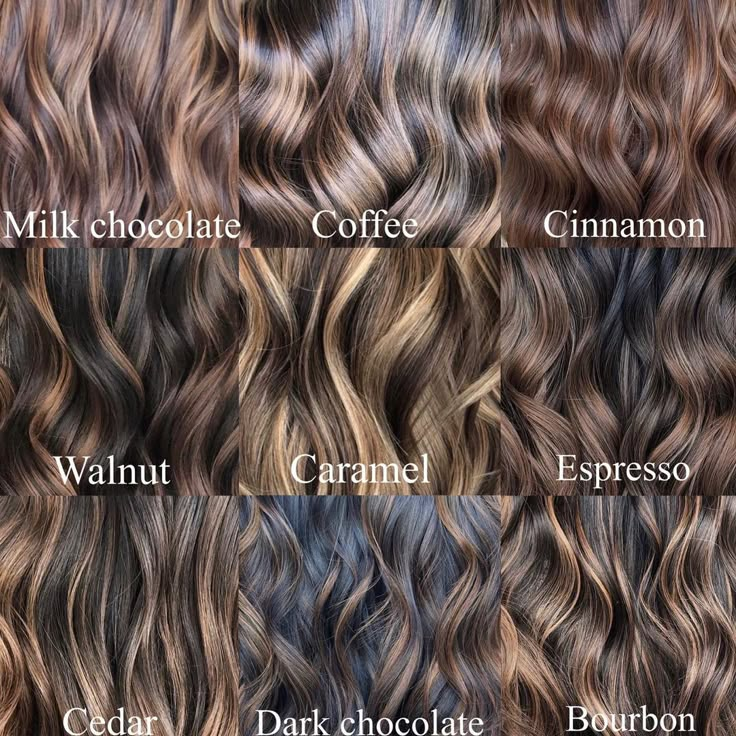 Milk chocolate
Coffee
Cinnamon
Walnut
Caramel
Espresso
Cedar
Dark chocolate
Bourbon